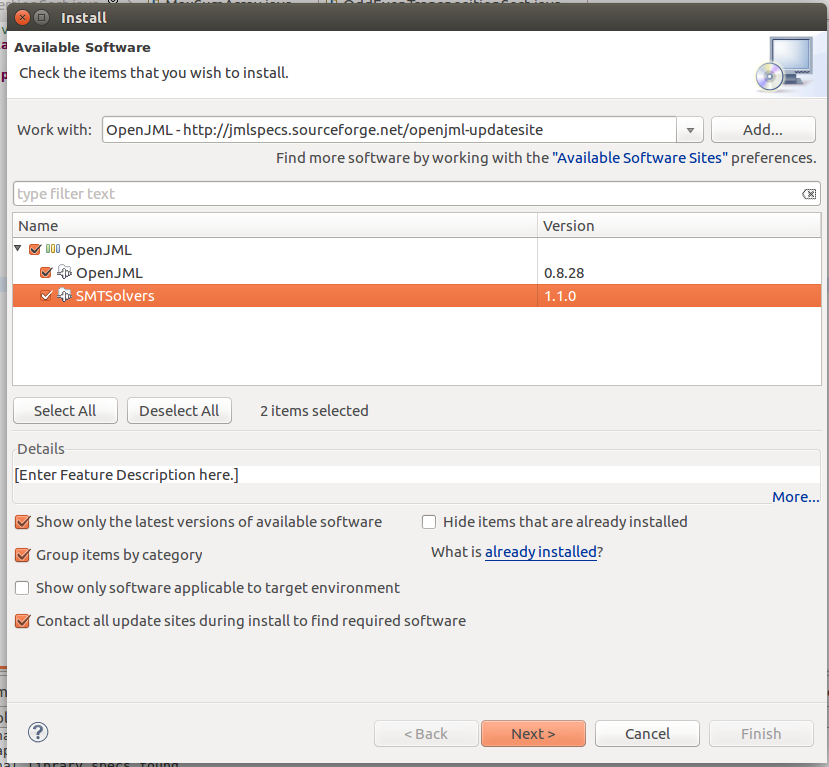 Install
Available Software
Check the items that you wish to install.
Work with: OpenJML - http://jmlspecs.sourceforge.net/openjml-updatesite Add...
Find more software by working with the "Available Software Sites" preferences.
type filter text
Name Version
OpenJML
OpenJML 0.8.28
SMTSolvers 1.1.0
Select All Deselect All 2 items selected
Details
[Enter Feature Description here.]
More...
Show only the latest versions of available software Hide items that are already installed
Group items by category What is already installed?
Show only software applicable to target environment
Contact all update sites during install to find required software
? < Back Next > Cancel Finish